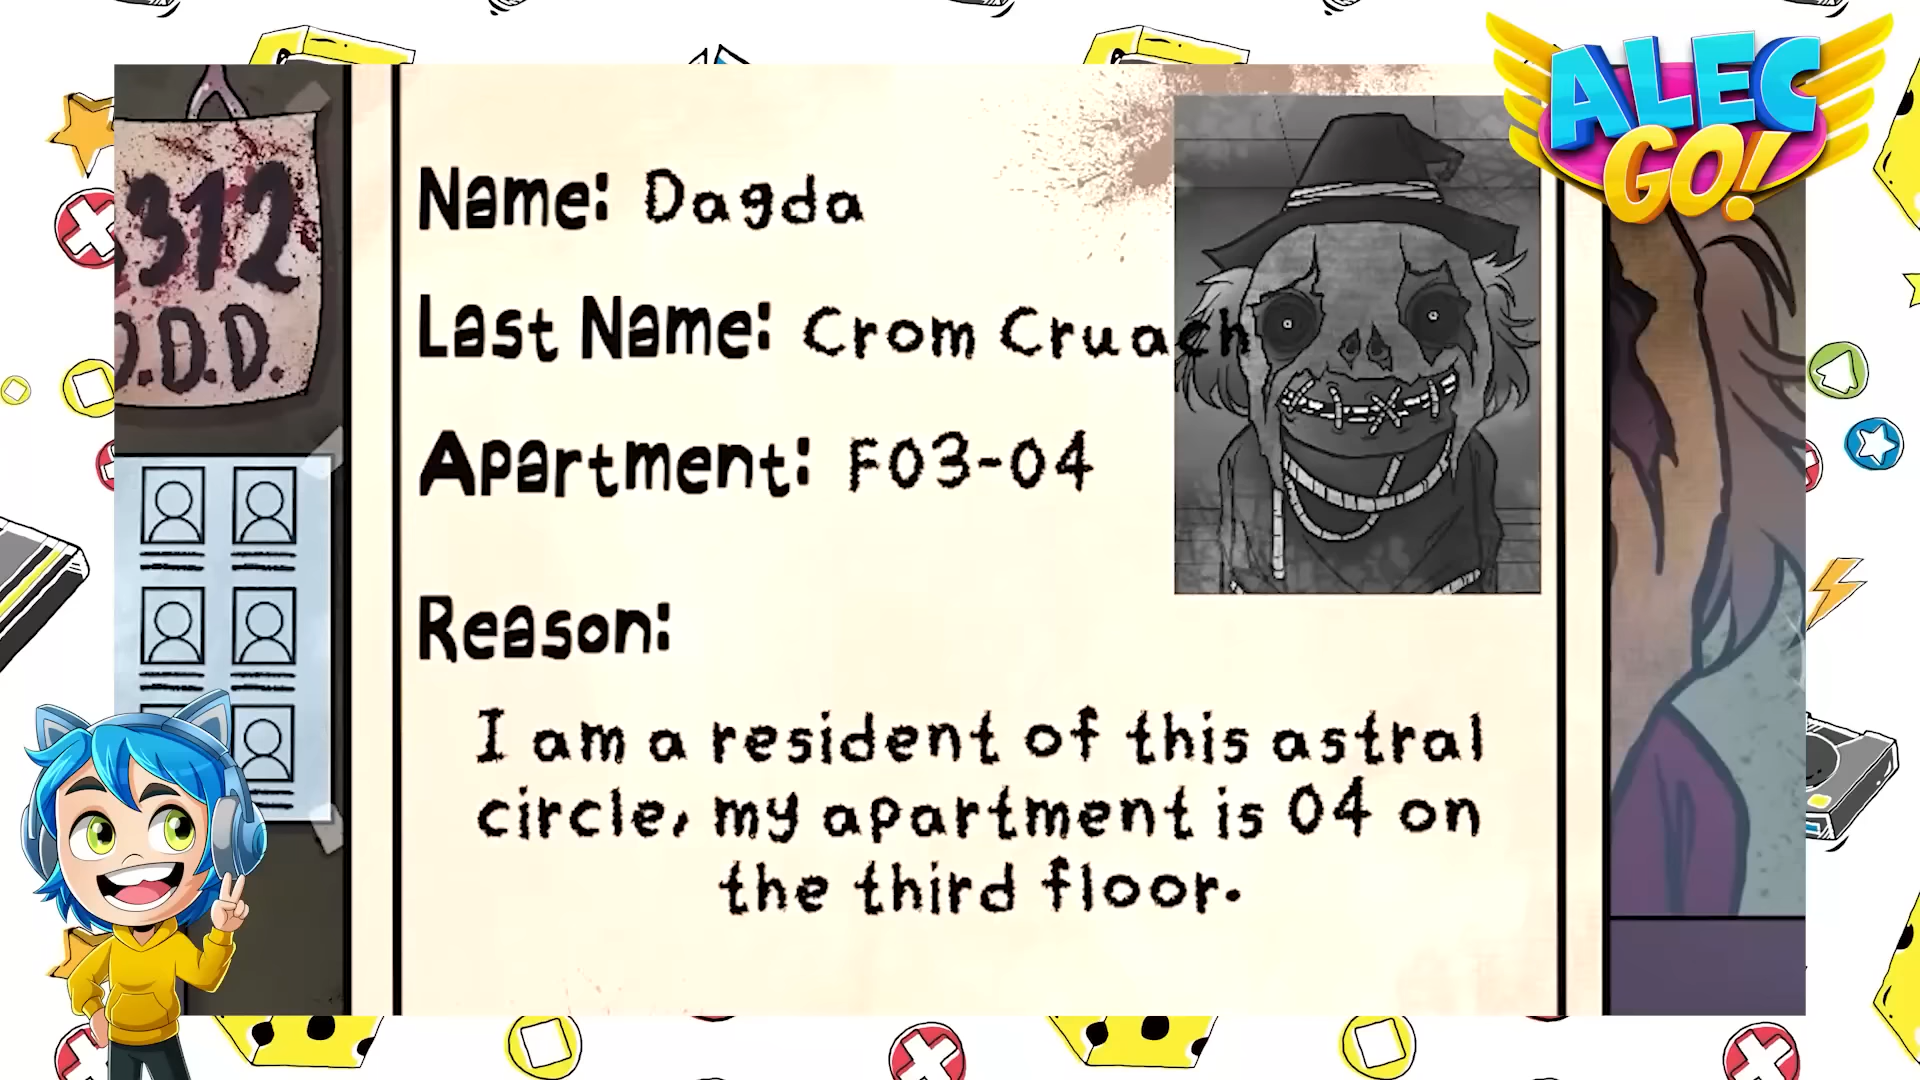 ALEC
GO!
312
D.D.D.
Name: Dagda
Last Name: Crom Cruach
Apartment: F03-04
Reason:
I am a resident of this astral
circle, my apartment is 04 on
the third floor.